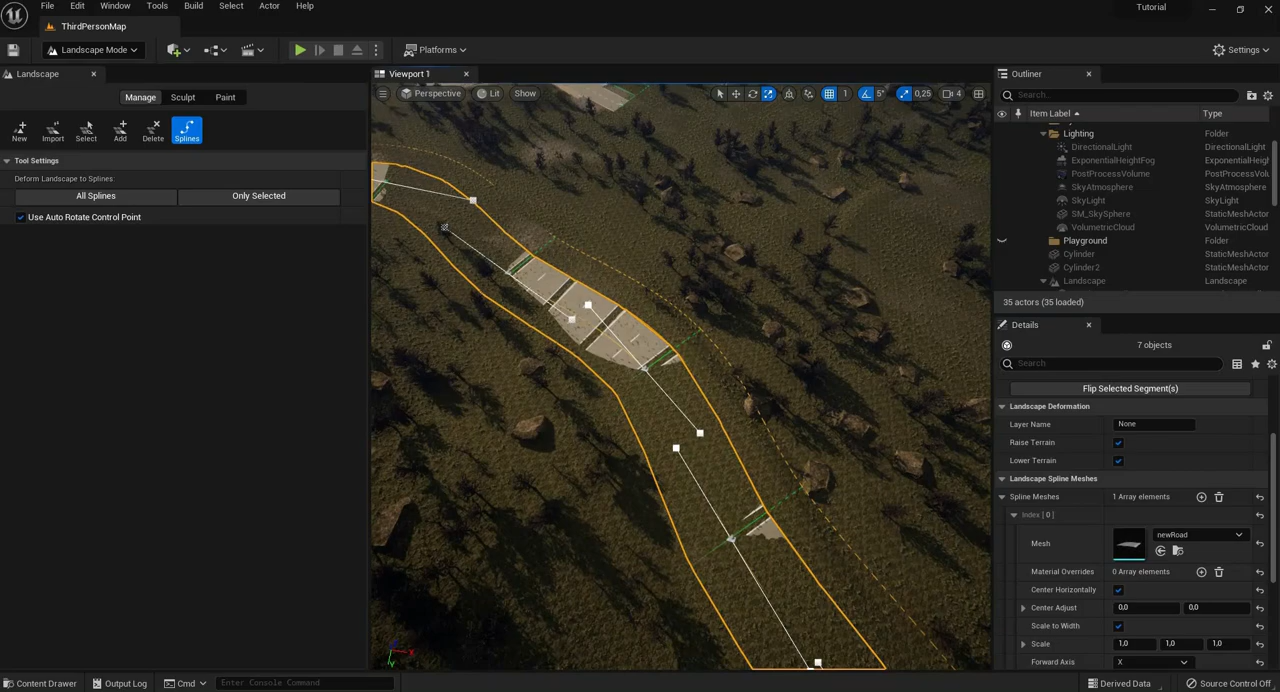 File Edit Window Tools Build Select Actor Help
Tutorial
ThirdPersonMap
Landscape Mode
Platforms
Settings
Landscape
Manage Sculpt Paint
New Import Select Add Delete Splines
Tool Settings
Deform Landscape to Splines:
All Splines Only Selected
Use Auto Rotate Control Point
Viewport 1
Perspective Lit Show
1 5° 0,25 4
Outliner
Search...
Item Label Type
Lighting Folder
DirectionalLight DirectionalLight
ExponentialHeightFog ExponentialHeigh
PostProcessVolume PostProcessVolu
SkyAtmosphere SkyAtmosphere
SkyLight SkyLight
SM_SkySphere StaticMeshActor
VolumetricCloud VolumetricCloud
Playground Folder
Cylinder StaticMeshActor
Cylinder2 StaticMeshActor
Landscape Landscape
35 actors (35 loaded)
Details
7 objects
Search
Flip Selected Segment(s)
Landscape Deformation
Layer Name None
Raise Terrain
Lower Terrain
Landscape Spline Meshes
Spline Meshes 1 Array elements
Index [ 0 ]
Mesh newRoad
Material Overrides 0 Array elements
Center Horizontally
Center Adjust 0,0 0,0
Scale to Width
Scale 1,0 1,0 1,0
Forward Axis X
X
Y
Content Drawer Output Log Cmd Enter Console Command
Derived Data Source Control Off